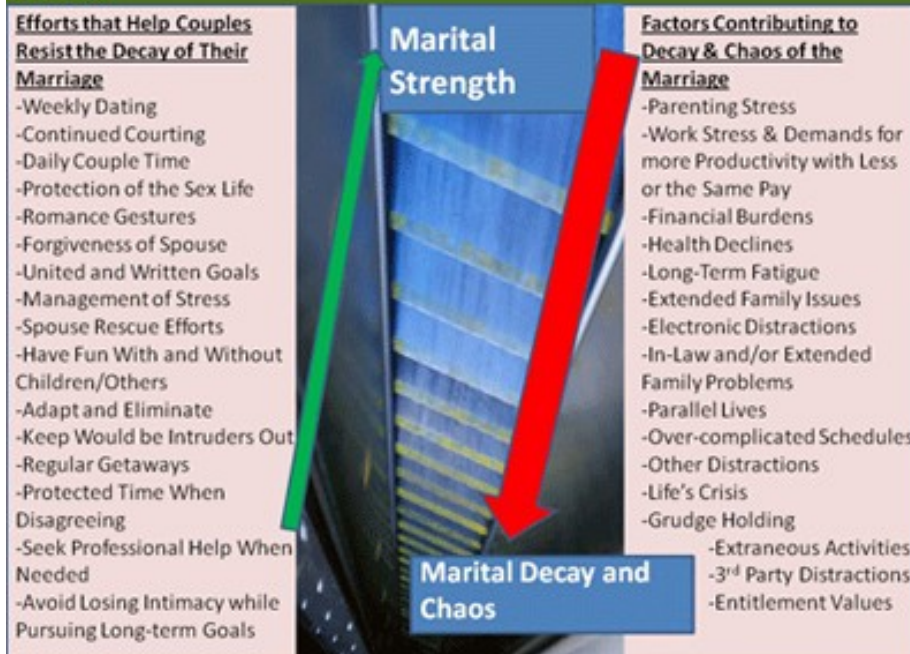 Efforts that Help Couples
Resist the Decay of Their
Marriage
-Weekly Dating
-Continued Courting
-Daily Couple Time
-Protection of the Sex Life
-Romance Gestures
-Forgiveness of Spouse
-United and Written Goals
-Management of Stress
-Spouse Rescue Efforts
-Have Fun With and Without
Children/Others
-Adapt and Eliminate
-Keep Would be Intruders Out
-Regular Getaways
-Protected Time When
Disagreeing
-Seek Professional Help When
Needed
-Avoid Losing Intimacy while
Pursuing Long-term Goals
Marital
Strength
Marital Decay and
Chaos
Factors Contributing to
Decay & Chaos of the
Marriage
-Parenting Stress
-Work Stress & Demands for
more Productivity with Less
or the Same Pay
-Financial Burdens
-Health Declines
-Long-Term Fatigue
-Extended Family Issues
-Electronic Distractions
-In-Law and/or Extended
Family Problems
-Parallel Lives
-Over-complicated Schedules
-Other Distractions
-Life's Crisis
-Grudge Holding
-Extraneous Activities
-3rd Party Distractions
-Entitlement Values